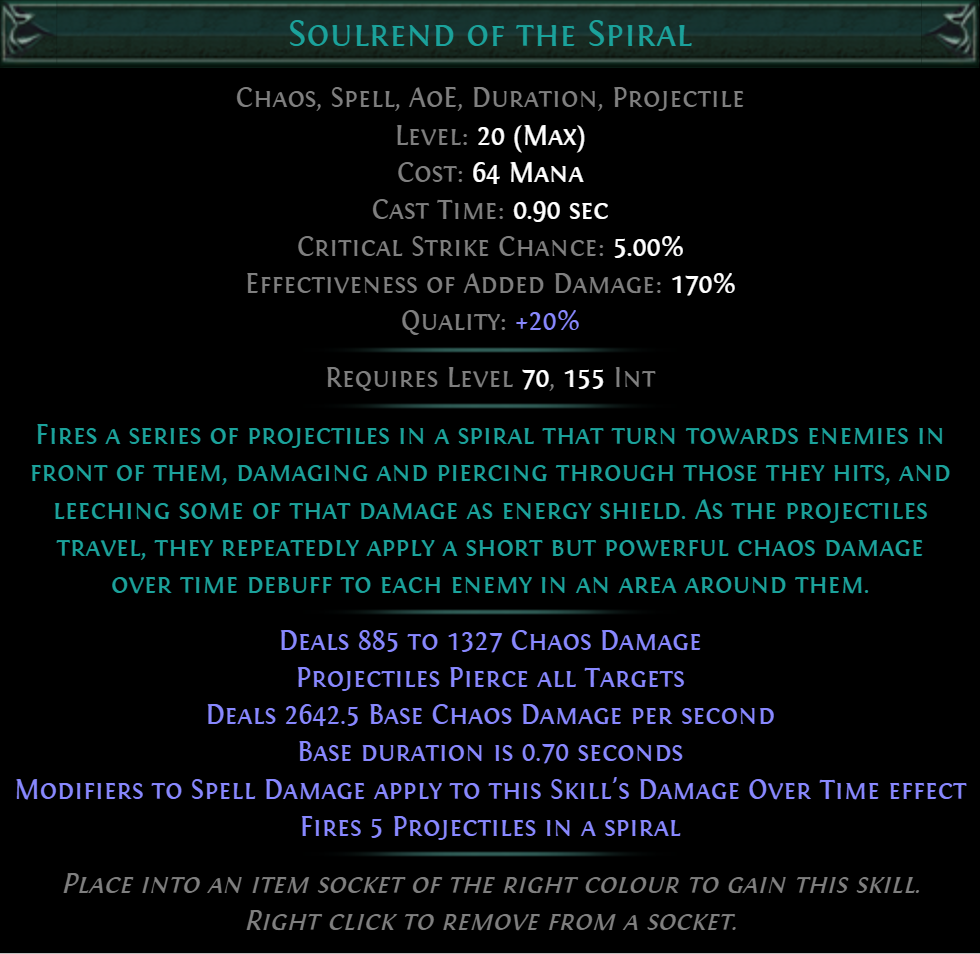 Soulrend of the Spiral
Chaos, Spell, AoE, Duration, Projectile
Level: 20 (Max)
Cost: 64 Mana
Cast Time: 0.90 sec
Critical Strike Chance: 5.00%
Effectiveness of Added Damage: 170%
Quality: +20%
Requires Level 70, 155 Int
Fires a series of projectiles in a spiral that turn towards enemies in
front of them, damaging and piercing through those they hits, and
leeching some of that damage as energy shield. As the projectiles
travel, they repeatedly apply a short but powerful chaos damage
over time debuff to each enemy in an area around them.
Deals 885 to 1327 Chaos Damage
Projectiles Pierce all Targets
Deals 2642.5 Base Chaos Damage per second
Base duration is 0.70 seconds
Modifiers to Spell Damage apply to this Skill's Damage Over Time effect
Fires 5 Projectiles in a spiral
Place into an item socket of the right colour to gain this skill.
Right click to remove from a socket.